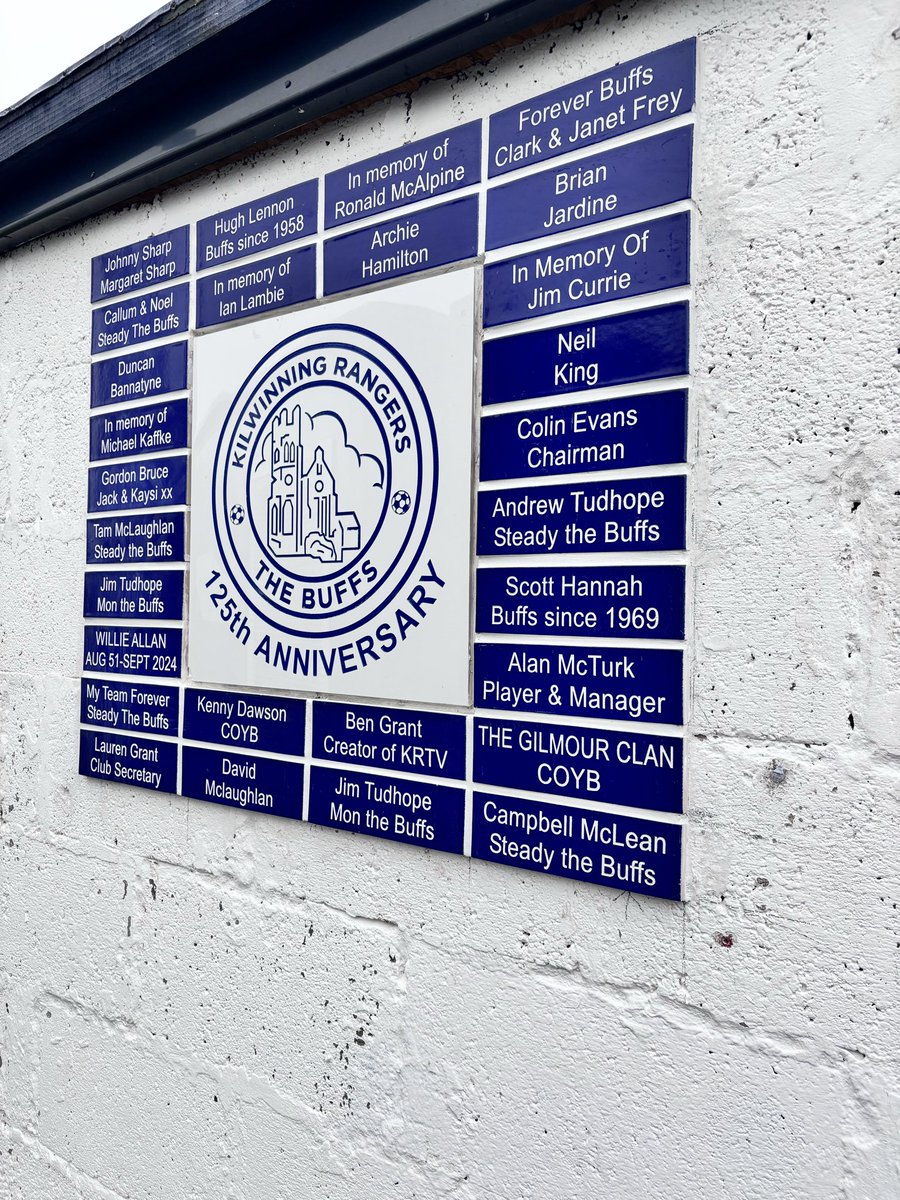 Johnny Sharp
Margaret Sharp
Callum & Noel
Steady The Buffs
Duncan
Bannatyne
In memory of
Michael Kaffke
Gordon Bruce
Jack & Kaysi xx
Tam McLaughlan
Steady the Buffs
Jim Tudhope
Mon the Buffs
WILLIE ALLAN
AUG 51-SEPT 2024
My Team Forever
Steady The Buffs
Lauren Grant
Club Secretary
Hugh Lennon
Buffs since 1958
In memory of
Ian Lambie
In memory of
Ronald McAlpine
Archie
Hamilton
KILWINNING RANGERS
THE BUFFS
125th ANNIVERSARY
Kenny Dawson
COYB
David
Mclaughlan
Ben Grant
Creator of KRTV
Jim Tudhope
Mon the Buffs
Forever Buffs
Clark & Janet Frey
Brian
Jardine
In Memory Of
Jim Currie
Neil
King
Colin Evans
Chairman
Andrew Tudhope
Steady the Buffs
Scott Hannah
Buffs since 1969
Alan McTurk
Player & Manager
THE GILMOUR CLAN
COYB
Campbell McLean
Steady the Buffs